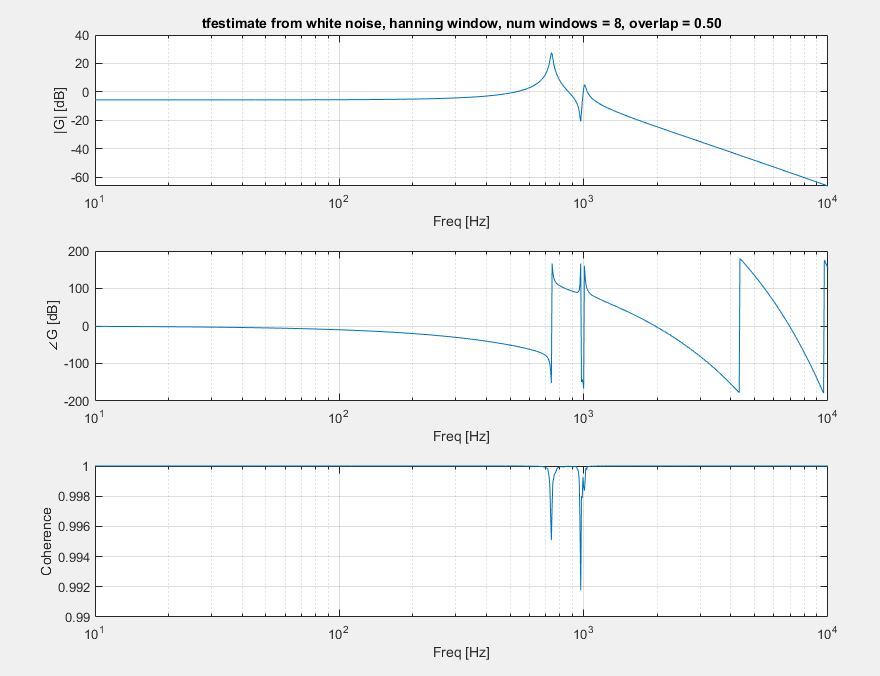 tfestimate from white noise, hanning window, num windows = 8, overlap = 0.50
40
20
0
-20
-40
-60
|G| [dB]
10^1 10^2 10^3 10^4
Freq [Hz]
200
100
0
-100
-200
∠G [dB]
10^1 10^2 10^3 10^4
Freq [Hz]
1
0.998
0.996
0.994
0.992
0.99
Coherence
10^1 10^2 10^3 10^4
Freq [Hz]